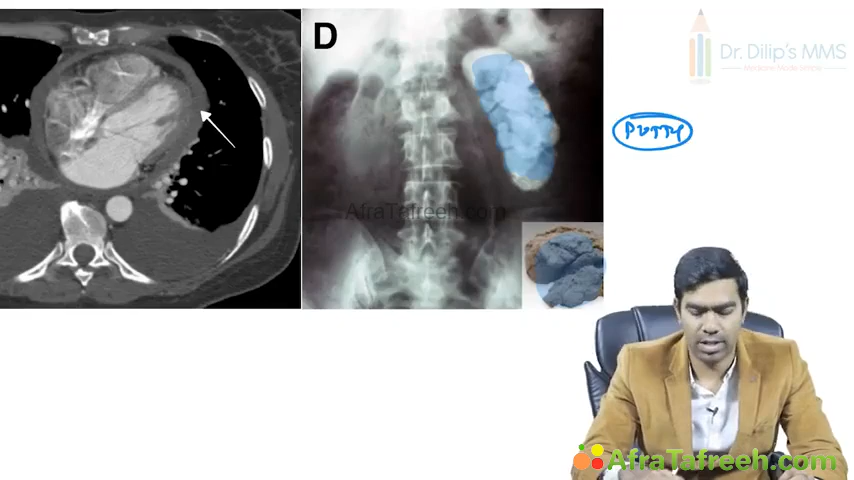 D
Dr. Dilip's MMS
Medicine Made Simple
PUTTY
AfraTafreeh.com
AfraTafreeh.com